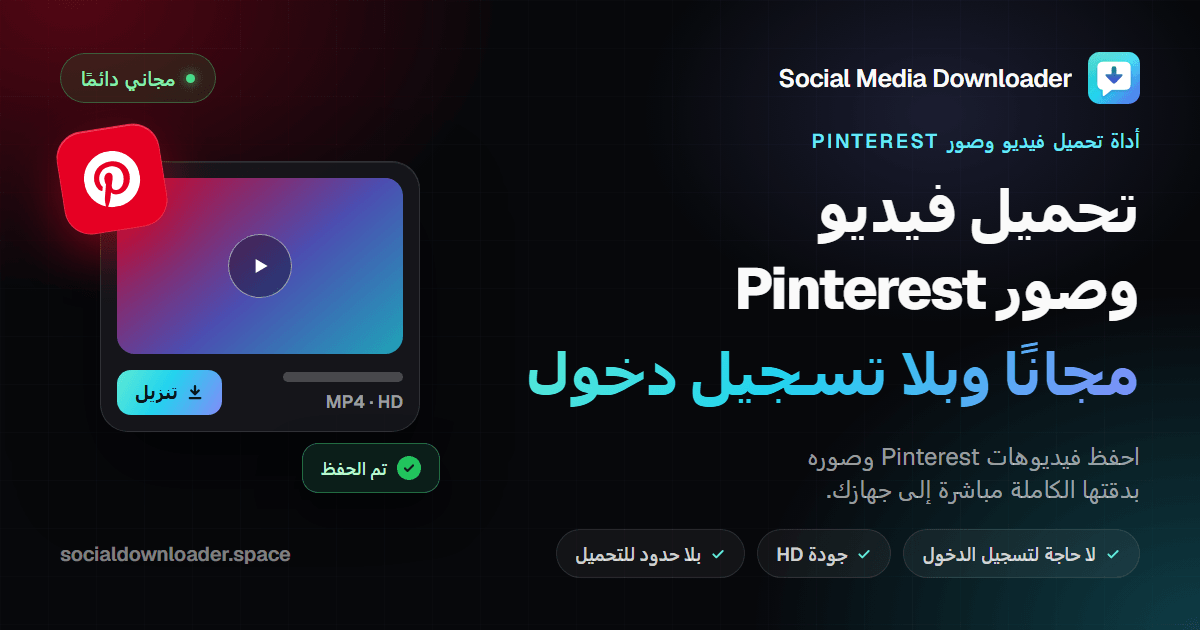 Social Media Downloader
مجاني دائمًا
أداة تحميل فيديو وصور PINTEREST
تحميل فيديو
وصور Pinterest
مجانًا وبلا تسجيل دخول
احفظ فيديوهات Pinterest وصوره
بدقتها الكاملة مباشرة إلى جهازك.
لا حاجة لتسجيل الدخول
جودة HD
بلا حدود للتحميل
MP4 · HD
تنزيل
تم الحفظ
socialdownloader.space